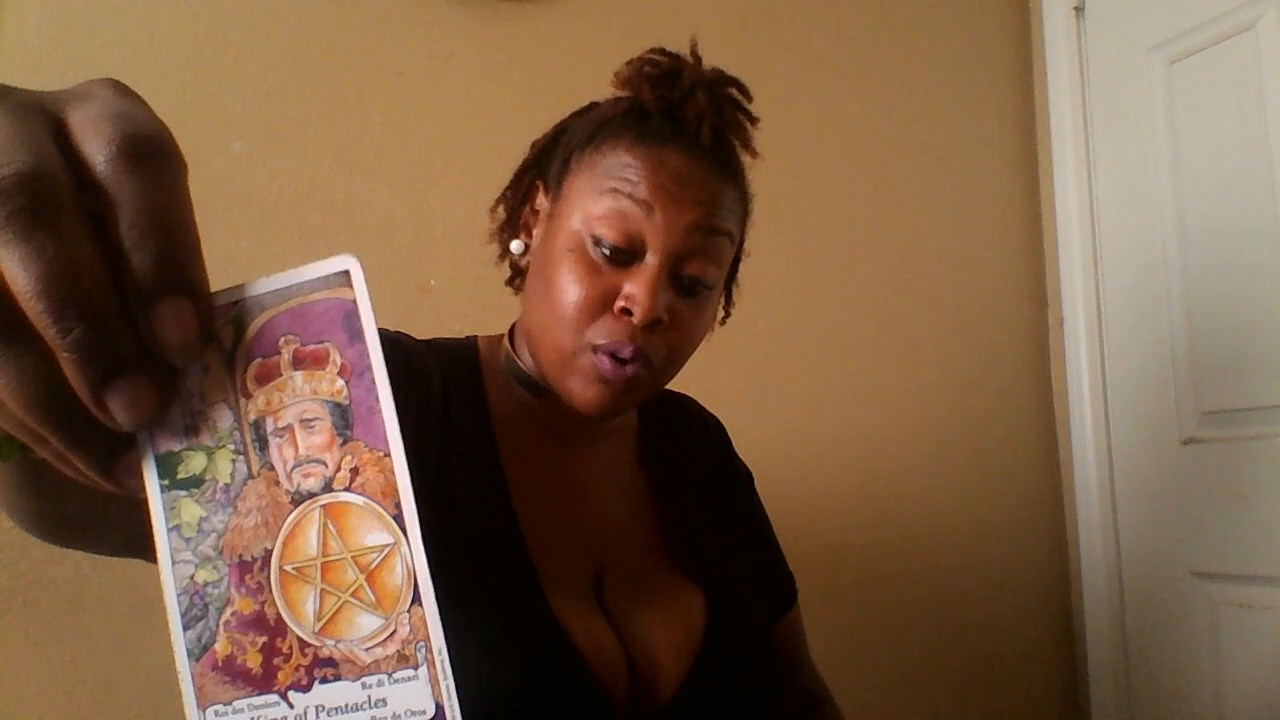 Re di Denari
Roi des Deniers
King of Pentacles
Rey de Oros